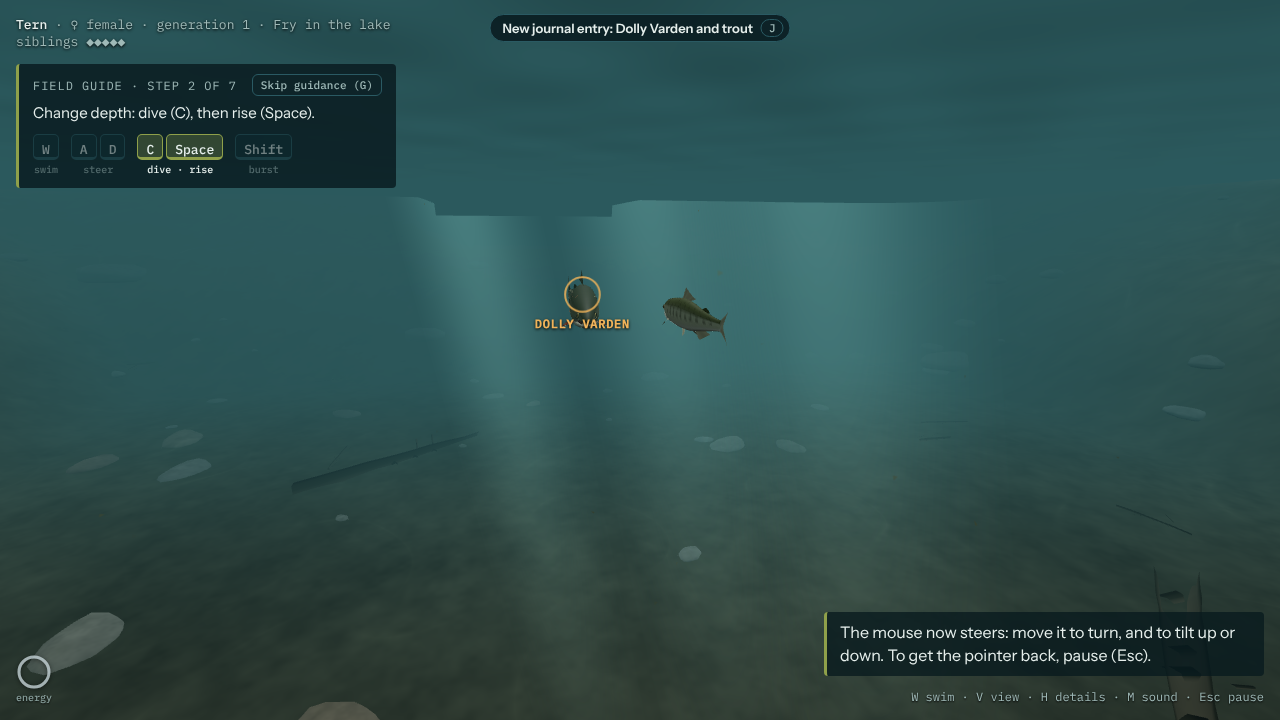 Tern · ♀ female · generation 1 · Fry in the lake
siblings ◆◆◆◆◆
New journal entry: Dolly Varden and trout J
FIELD GUIDE · STEP 2 OF 7 Skip guidance (G)
Change depth: dive (C), then rise (Space).
W A D C Space Shift
swim steer dive · rise burst
DOLLY VARDEN
The mouse now steers: move it to turn, and to tilt up or
down. To get the pointer back, pause (Esc).
energy
W swim · V view · H details · M sound · Esc pause